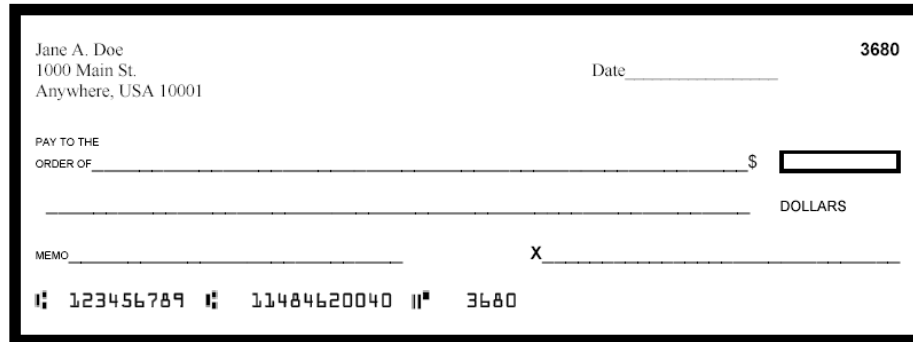 Jane A. Doe
3680
1000 Main St.
Date
Anywhere, USA 10001
PAY TO THE
ORDER OF
$
DOLLARS
MEMO
X
⑆ 123456789 ⑆ 11484620040 ⑈ 3680